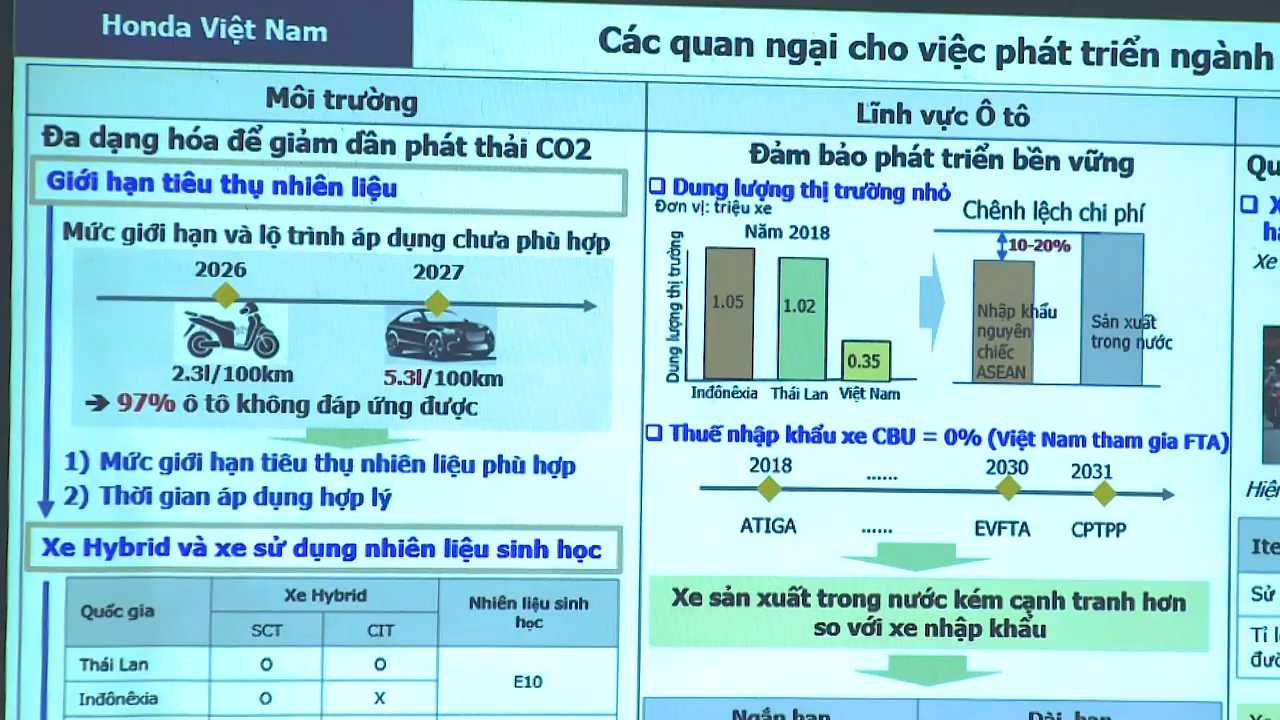 Honda Việt Nam
Các quan ngại cho việc phát triển ngành
Môi trường
Đa dạng hóa để giảm dần phát thải CO2
Giới hạn tiêu thụ nhiên liệu
Mức giới hạn và lộ trình áp dụng chưa phù hợp
2026
2027
2.3l/100km
5.3l/100km
➔ 97% ô tô không đáp ứng được
1) Mức giới hạn tiêu thụ nhiên liệu phù hợp
2) Thời gian áp dụng hợp lý
Xe Hybrid và xe sử dụng nhiên liệu sinh học
Quốc gia
Xe Hybrid
Nhiên liệu sinh
học
SCT
CIT
Thái Lan
O
O
E10
Inđônêxia
O
X
Lĩnh vực Ô tô
Đảm bảo phát triển bền vững
❑ Dung lượng thị trường nhỏ
Đơn vị: triệu xe
Năm 2018
Dung lượng thị trường
1.05
1.02
0.35
Inđônêxia
Thái Lan
Việt Nam
Chênh lệch chi phí
10-20%
Nhập khẩu
nguyên
chiếc
ASEAN
Sản xuất
trong nước
❑ Thuế nhập khẩu xe CBU = 0% (Việt Nam tham gia FTA)
2018
......
2030
2031
ATIGA
......
EVFTA
CPTPP
Xe sản xuất trong nước kém cạnh tranh hơn
so với xe nhập khẩu
Ngắn hạn
Dài hạn
Xe
Sử